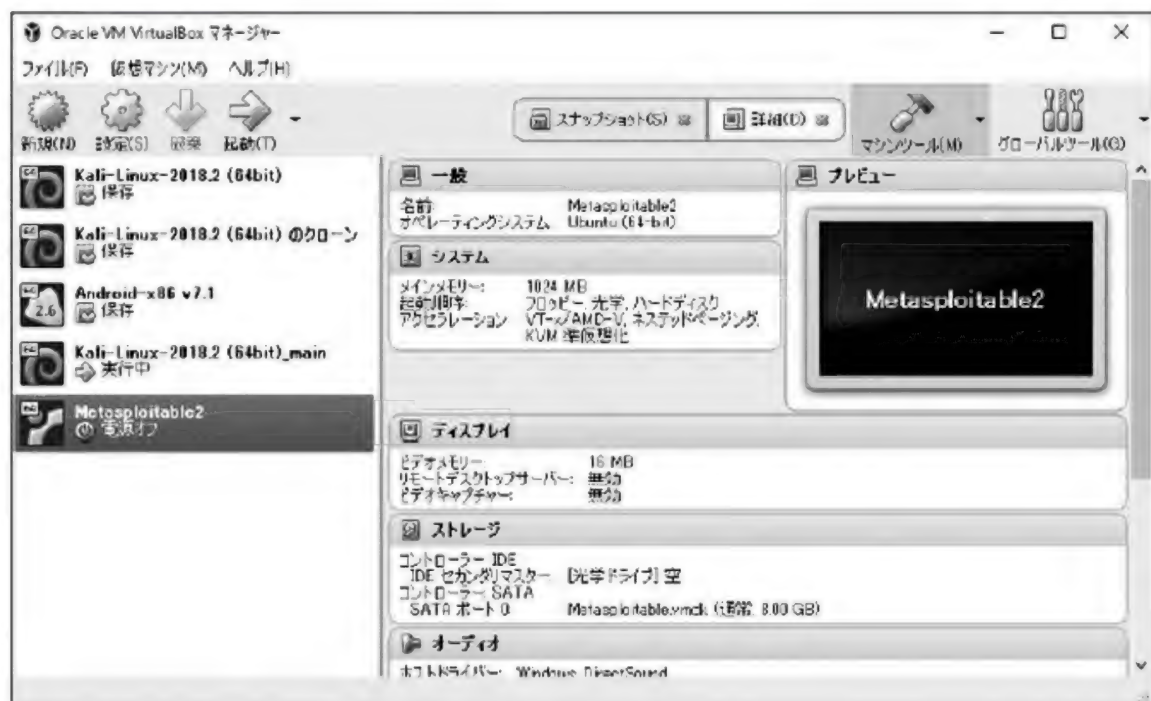 Oracle VM VirtualBox マネージャー
ファイル(F) 仮想マシン(M) ヘルプ(H)
新規(N) 設定(S) 破棄 起動(T) スナップショット(S) 詳細(D) マシンツール(M) グローバルツール(G)
Kali-Linux-2018.2 (64bit)
保存
Kali-Linux-2018.2 (64bit) のクローン
保存
Android-x86 v7.1
保存
Kali-Linux-2018.2 (64bit)_main
実行中
Metasploitable2
電源オフ
一般
名前: Metasploitable2
オペレーティングシステム: Ubuntu (64-bit)
システム
メインメモリー: 1024 MB
起動順序: フロッピー, 光学, ハードディスク
アクセラレーション: VT-x/AMD-V, ネステッドページング,
KVM 準仮想化
プレビュー
Metasploitable2
ディスプレイ
ビデオメモリー: 16 MB
リモートデスクトップサーバー: 無効
ビデオキャプチャー: 無効
ストレージ
コントローラー: IDE
IDE セカンダリマスター: [光学ドライブ] 空
コントローラー: SATA
SATA ポート 0: Metasploitable.vmdk (通常, 8.00 GB)
オーディオ
ホストドライバー: Windows DirectSound